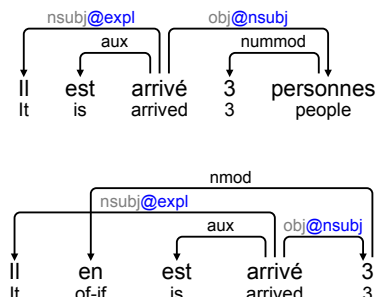 nsubj@expl obj@nsubj
aux nummod
Il est arrivé 3 personnes
It is arrived 3 people
nmod
nsubj@expl
aux obj@nsubj
Il en est arrivé 3
It of-if is arrived 3